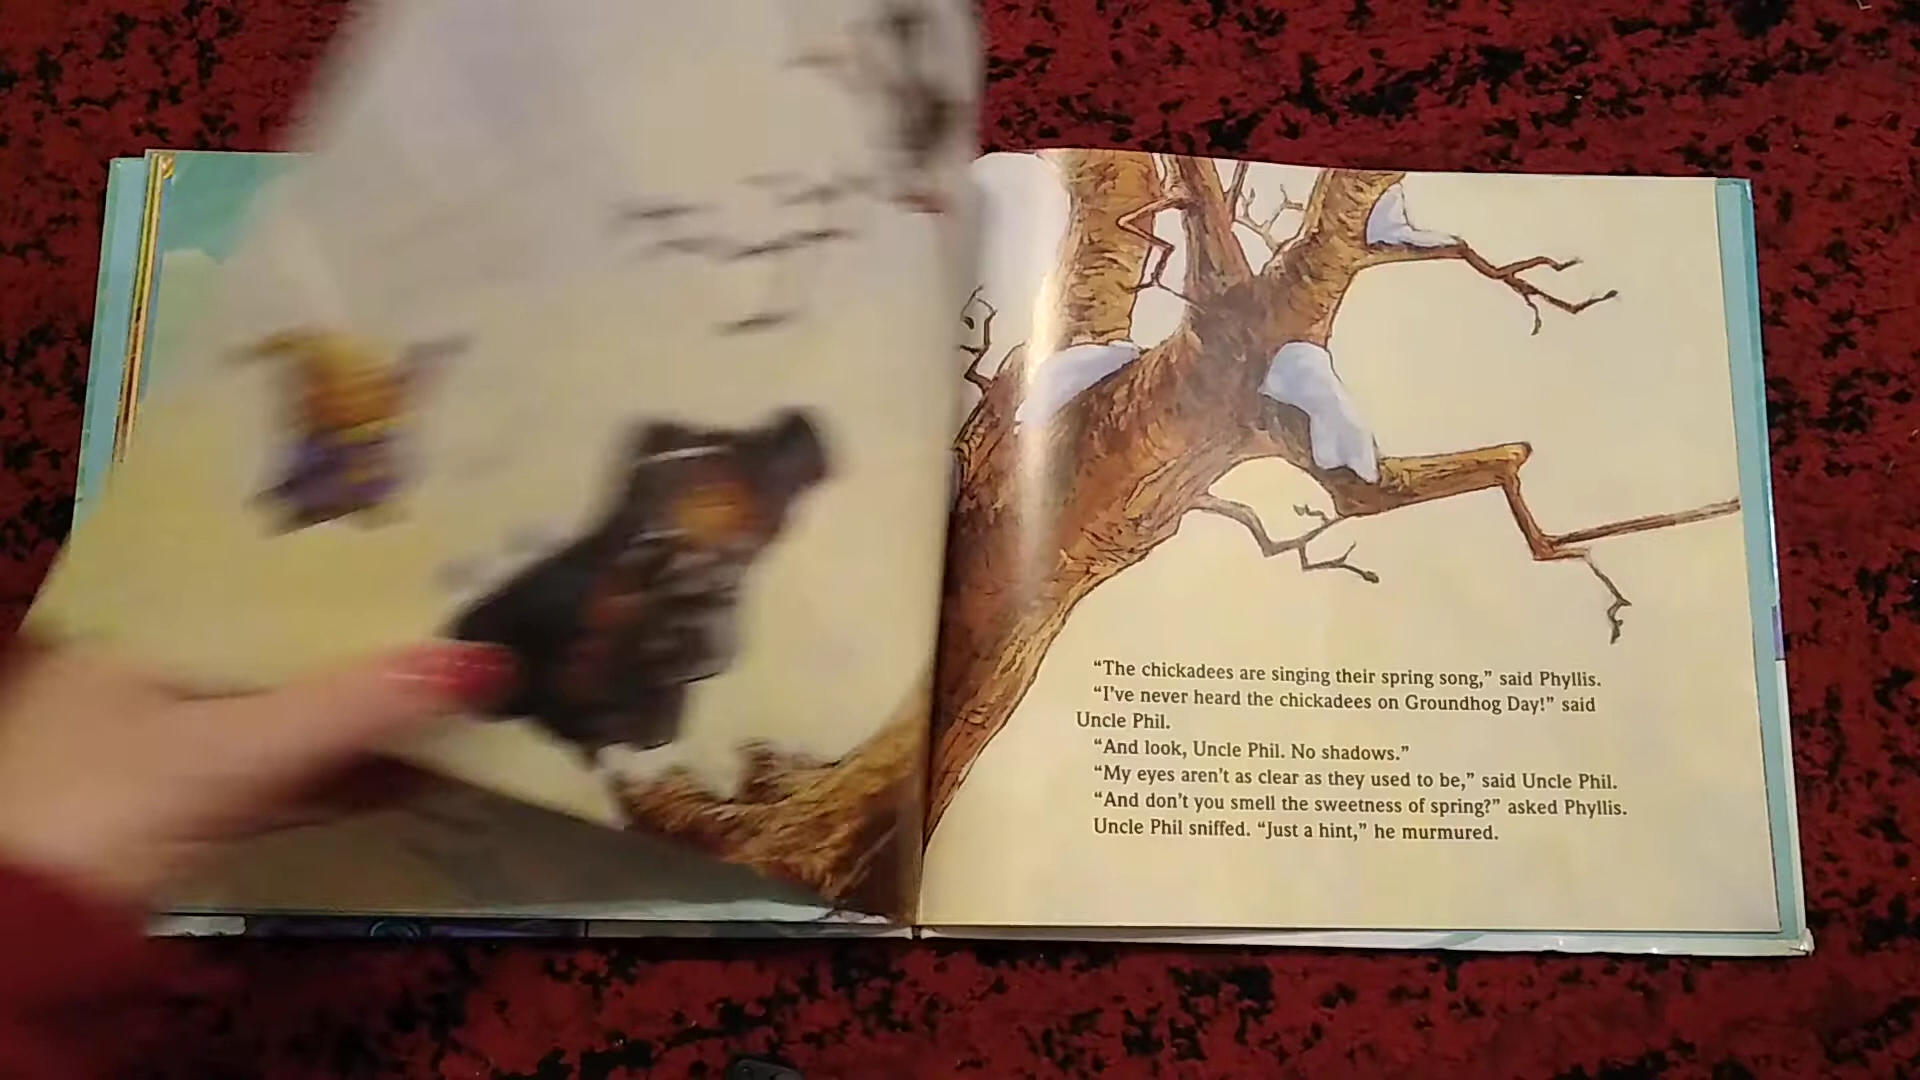 “The chickadees are singing their spring song,” said Phyllis.
“I’ve never heard the chickadees on Groundhog Day!” said
Uncle Phil.
“And look, Uncle Phil. No shadows.”
“My eyes aren’t as clear as they used to be,” said Uncle Phil.
“And don’t you smell the sweetness of spring?” asked Phyllis.
Uncle Phil sniffed. “Just a hint,” he murmured.